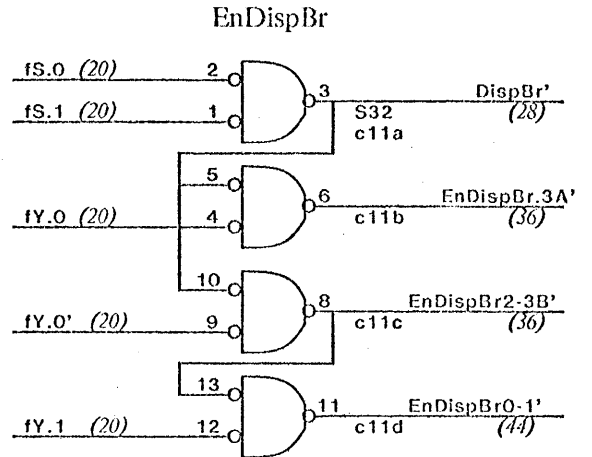 EnDispBr
fS.0 (20) 2
fS.1 (20) 1
3 DispBr'
S32 (28)
c11a
5
fY.0 (20) 4
6 EnDispBr.3A'
c11b (36)
10
fY.0' (20) 9
8 EnDispBr2-3B'
c11c (36)
13
fY.1 (20) 12
11 EnDispBr0-1'
c11d (44)